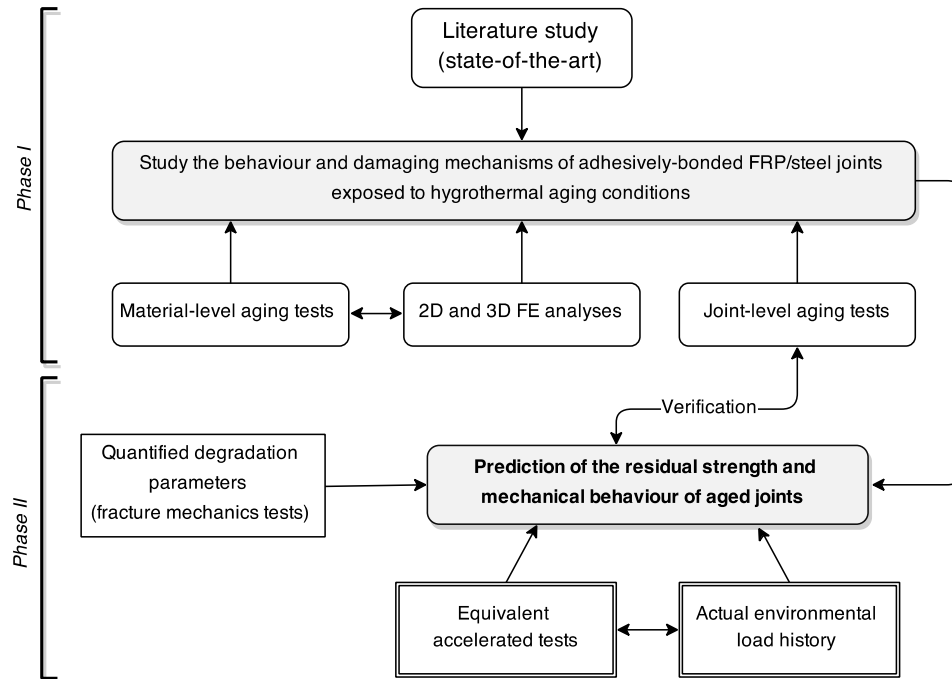 Literature study
(state-of-the-art)
Phase I
Study the behaviour and damaging mechanisms of adhesively-bonded FRP/steel joints
exposed to hygrothermal aging conditions
Material-level aging tests
2D and 3D FE analyses
Joint-level aging tests
Verification
Phase II
Quantified degradation
parameters
(fracture mechanics tests)
Prediction of the residual strength and
mechanical behaviour of aged joints
Equivalent
accelerated tests
Actual environmental
load history